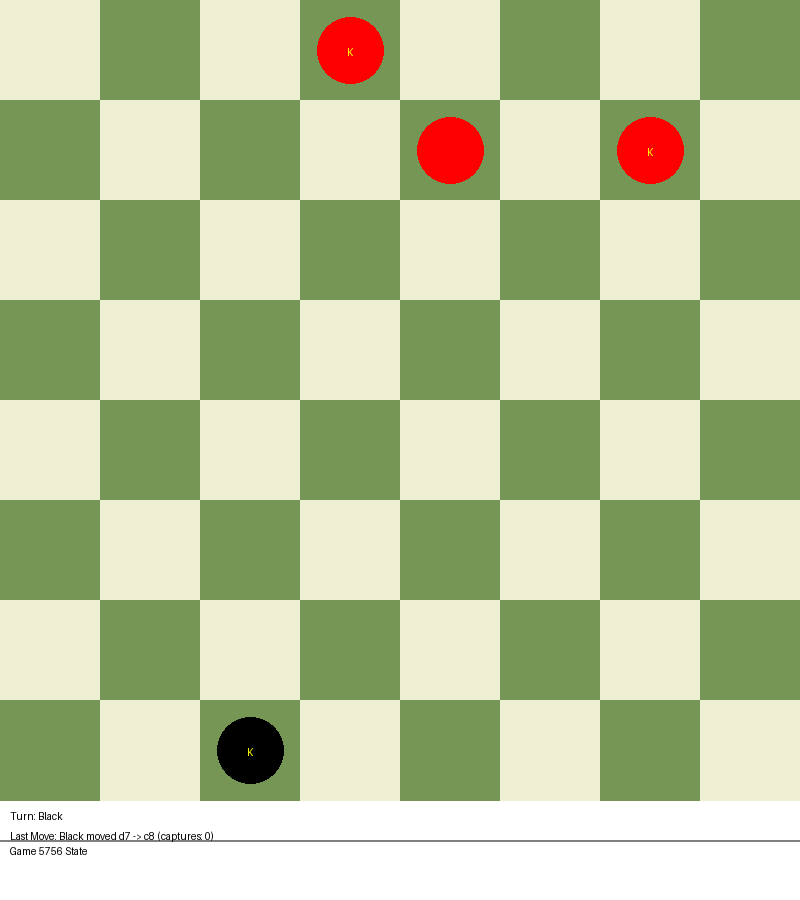 K
K
K
Turn: Black
Last Move: Black moved d7 -> c8 (captures: 0)
Game 5756 State